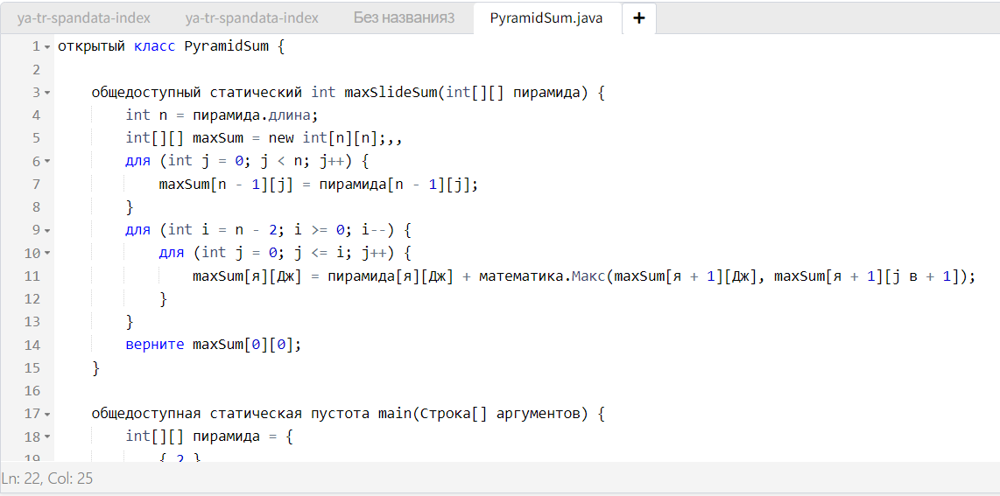 ya-tr-spandata-index ya-tr-spandata-index Без названия3 PyramidSum.java +
1 открытый класс PyramidSum {
2
3 общедоступный статический int maxSlideSum(int[][] пирамида) {
4 int n = пирамида.длина;
5 int[][] maxSum = new int[n][n];,,
6 для (int j = 0; j < n; j++) {
7 maxSum[n - 1][j] = пирамида[n - 1][j];
8 }
9 для (int i = n - 2; i >= 0; i--) {
10 для (int j = 0; j <= i; j++) {
11 maxSum[я][Дж] = пирамида[я][Дж] + математика.Макс(maxSum[я + 1][Дж], maxSum[я + 1][j в + 1]);
12 }
13 }
14 верните maxSum[0][0];
15 }
16
17 общедоступная статическая пустота main(Строка[] аргументов) {
18 int[][] пирамида = {
19 { 2 }
Ln: 22, Col: 25